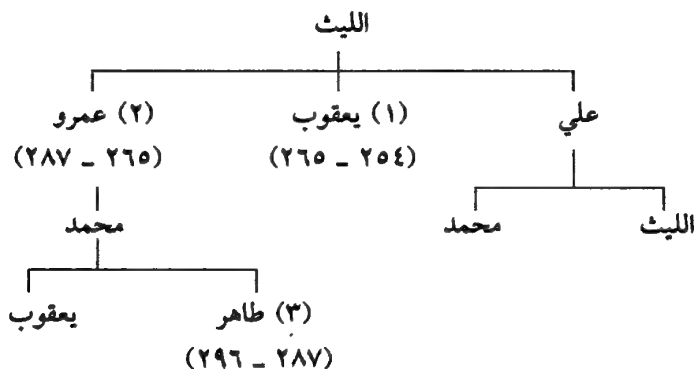 الليث
علي (١) يعقوب (٢) عمرو
(٢٥٤ ـ ٢٦٥) (٢٦٥ ـ ٢٨٧)
الليث محمد محمد
(٣) طاهر يعقوب
(٢٨٧ ـ ٢٩٦)